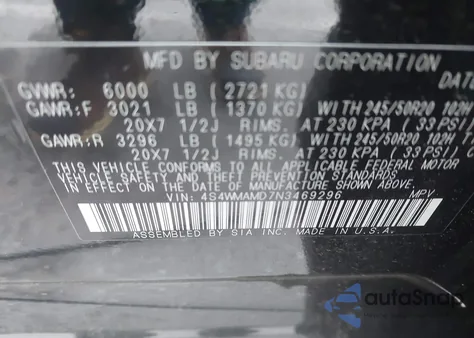 MFD BY SUBARU CORPORATION DATE
GVWR: 6000 LB ( 2721 KG)
GAWR:F 3021 LB ( 1370 KG) WITH 245/50R20
20X7 1/2J RIMS. AT 230 KPA ( 33 PSI)
GAWR:R 3296 LB ( 1495 KG) WITH 245/50R20
20X7 1/2J RIMS. AT 230 KPA ( 33 PSI)
THIS VEHICLE CONFORMS TO ALL APPLICABLE FEDERAL MOTOR
VEHICLE SAFETY AND THEFT PREVENTION STANDARDS
IN EFFECT ON THE DATE OF MANUFACTURE SHOWN ABOVE.
VIN: 4S4WMAMD7N3469296 MPV
ASSEMBLED BY SIA INC. MADE IN U.S.A.
autoSnap